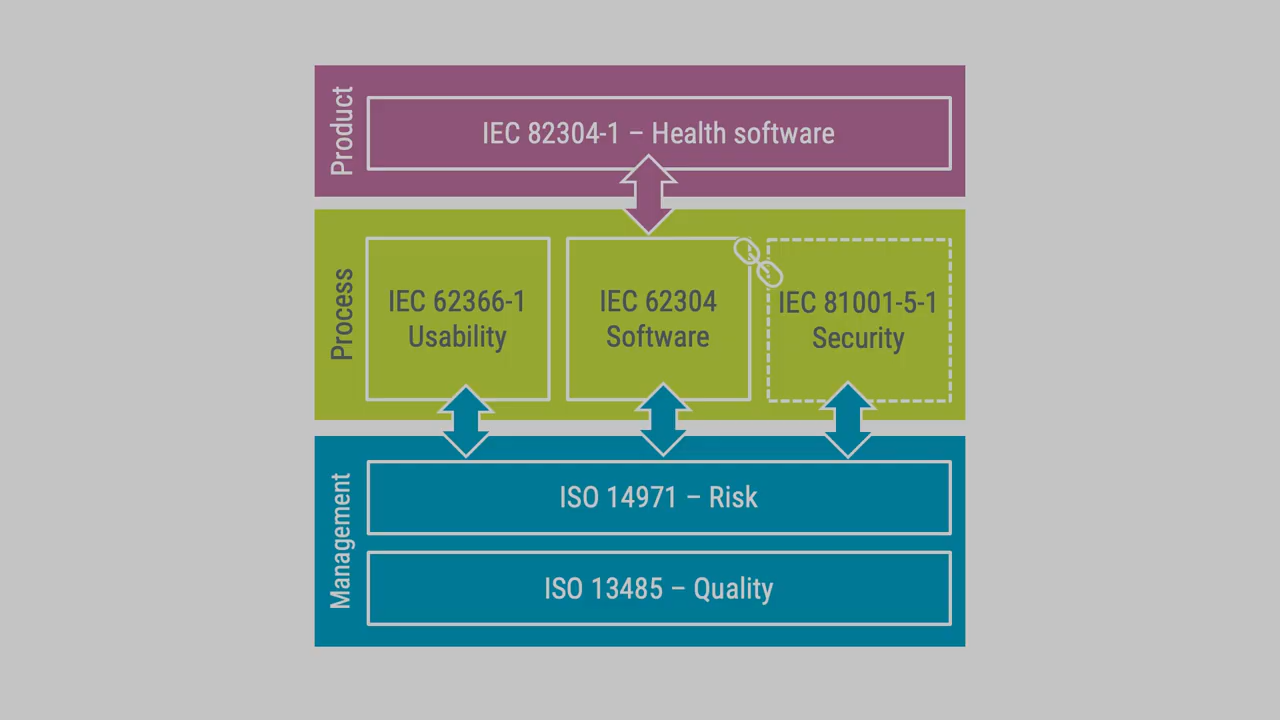 Product
IEC 82304-1 – Health software
Process
IEC 62366-1
Usability
IEC 62304
Software
IEC 81001-5-1
Security
Management
ISO 14971 – Risk
ISO 13485 – Quality